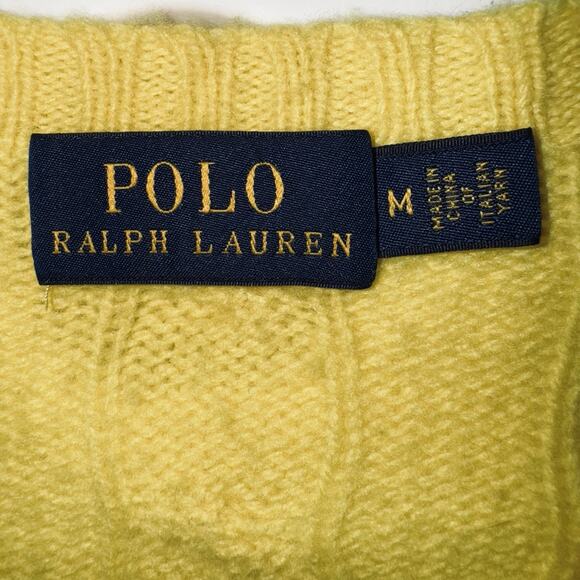 POLO
RALPH LAUREN
M
MADE IN
CHINA
OF
ITALIAN
YARN